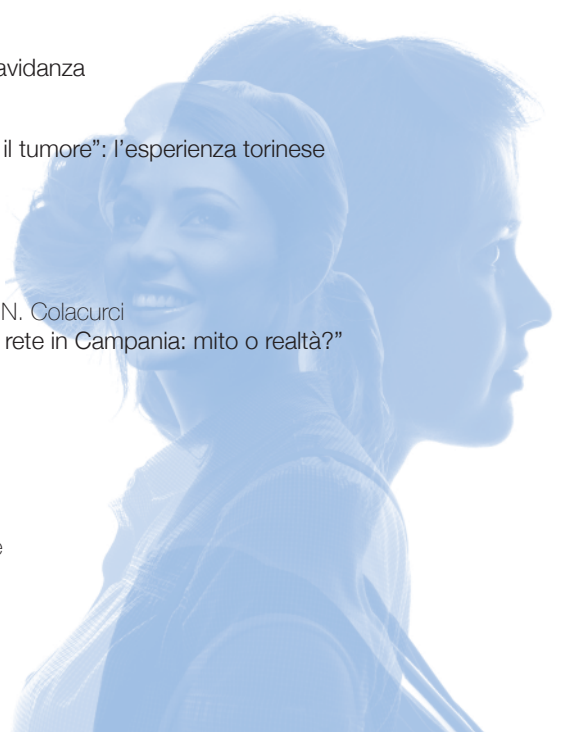 avidanza
il tumore”: l’esperienza torinese
N. Colacurci
rete in Campania: mito o realtà?”
e